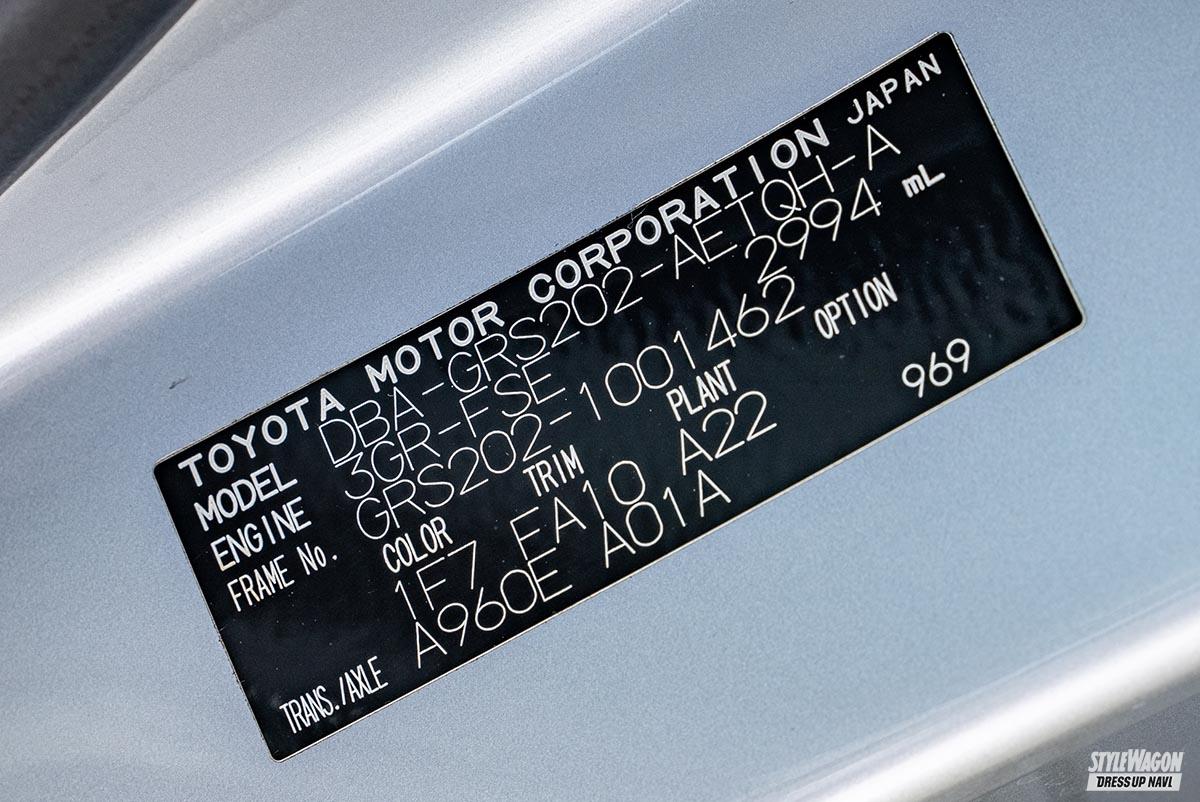 TOYOTA MOTOR CORPORATION JAPAN
MODEL DBA-GRS202-AETQH-A
ENGINE 3GR-FSE 2994 mL
FRAME No. GRS202-1001462
COLOR TRIM PLANT OPTION
1F7 FA10 A22 969
TRANS./AXLE A960E A01A
STYLEWAGON
DRESS UP NAVI